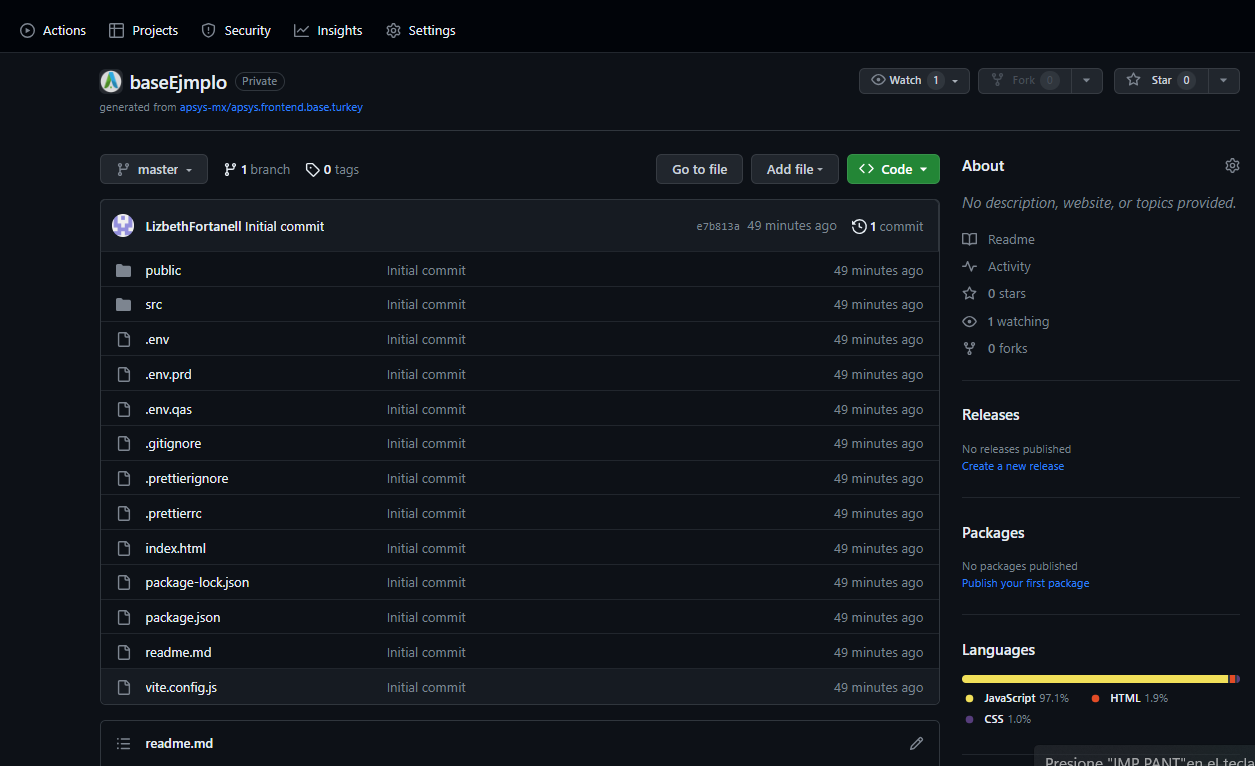 Actions Projects Security Insights Settings
baseEjmplo Private
Watch 1 Fork 0 Star 0
generated from apsys-mx/apsys.frontend.base.turkey
master 1 branch 0 tags Go to file Add file Code
LizbethFortanell Initial commit e7b813a 49 minutes ago 1 commit
public Initial commit 49 minutes ago
src Initial commit 49 minutes ago
.env Initial commit 49 minutes ago
.env.prd Initial commit 49 minutes ago
.env.qas Initial commit 49 minutes ago
.gitignore Initial commit 49 minutes ago
.prettierignore Initial commit 49 minutes ago
.prettierrc Initial commit 49 minutes ago
index.html Initial commit 49 minutes ago
package-lock.json Initial commit 49 minutes ago
package.json Initial commit 49 minutes ago
readme.md Initial commit 49 minutes ago
vite.config.js Initial commit 49 minutes ago
readme.md
About
No description, website, or topics provided.
Readme
Activity
0 stars
1 watching
0 forks
Releases
No releases published
Create a new release
Packages
No packages published
Publish your first package
Languages
JavaScript 97.1% HTML 1.9%
CSS 1.0%
Presione "IMP PANT"en el tecla